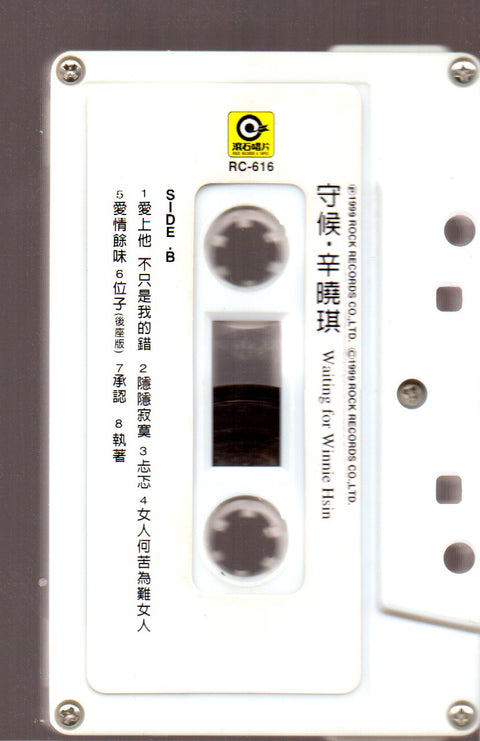 滾石唱片
RC-616
℗1999 ROCK RECORDS CO.,LTD. ©1999 ROCK RECORDS CO.,LTD.
守候·辛曉琪 Waiting for Winnie Hsin
SIDE·B
1愛上他 不只是我的錯 2隱隱寂寞 3忐忑 4女人何苦為難女人
5愛情餘味 6位子(後座版) 7承認 8執著